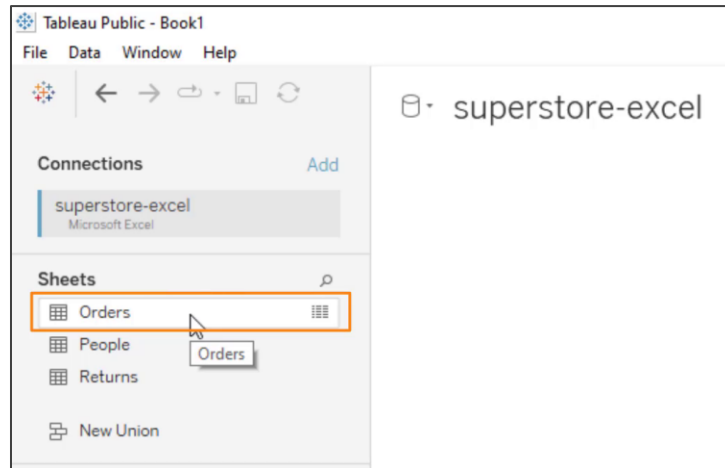 Tableau Public - Book1
File Data Window Help
superstore-excel
Connections Add
superstore-excel
Microsoft Excel
Sheets
Orders
People
Orders
Returns
New Union